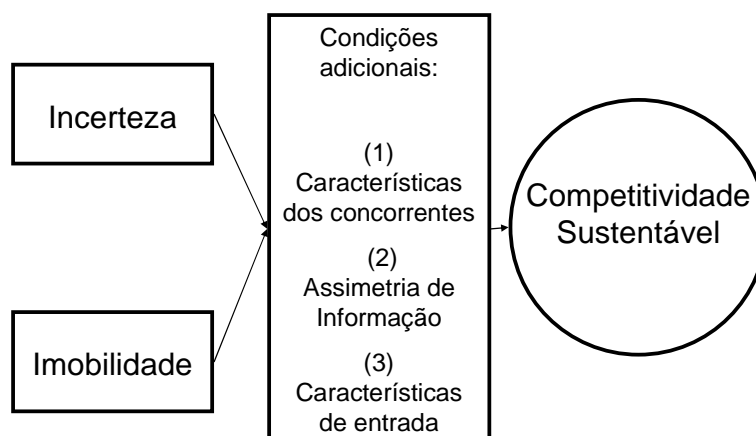 Incerteza
Imobilidade
Condições
adicionais:
(1)
Características
dos concorrentes
(2)
Assimetria de
Informação
(3)
Características
de entrada
Competitividade
Sustentável